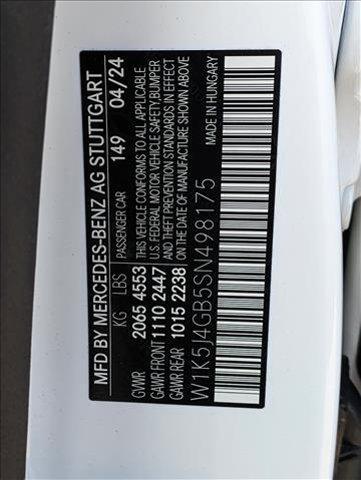 MFD BY MERCEDES-BENZ AG STUTTGART
PASSENGER CAR 149 04/24
KG LBS
GVWR 2065 4553
GAWR FRONT 1110 2447
GAWR REAR 1015 2238
THIS VEHICLE CONFORMS TO ALL APPLICABLE
U.S. FEDERAL MOTOR VEHICLE SAFETY, BUMPER
AND THEFT PREVENTION STANDARDS IN EFFECT
ON THE DATE OF MANUFACTURE SHOWN ABOVE
MADE IN HUNGARY
W1K5J4GB5SN498175